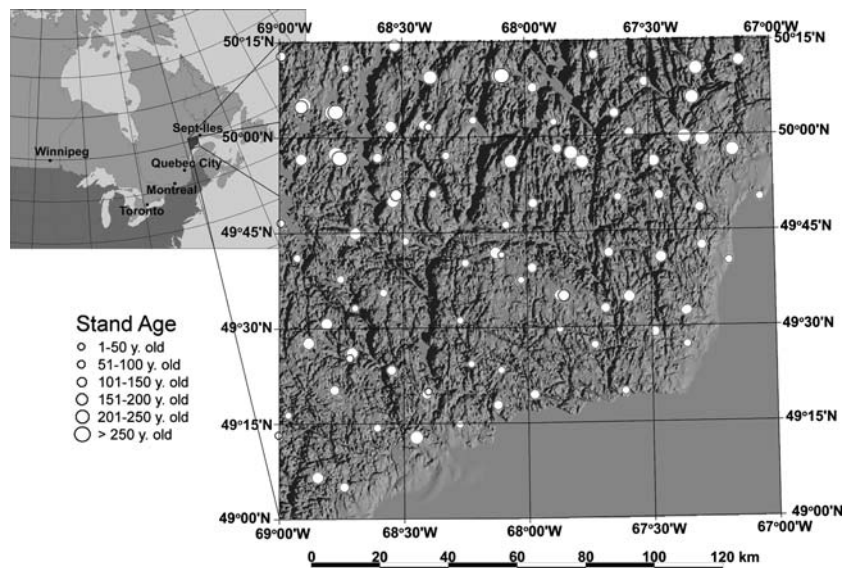 69°00'W 68°30'W 68°00'W 67°30'W 67°00'W
50°15'N 50°15'N
Sept-Iles
50°00'N 50°00'N
Winnipeg
Quebec City
Montreal
Toronto
49°45'N 49°45'N
Stand Age
1-50 y. old
51-100 y. old
101-150 y. old
151-200 y. old
201-250 y. old
> 250 y. old
49°30'N 49°30'N
49°15'N 49°15'N
49°00'N 49°00'N
69°00'W 68°30'W 68°00'W 67°30'W 67°00'W
0 20 40 60 80 100 120 km